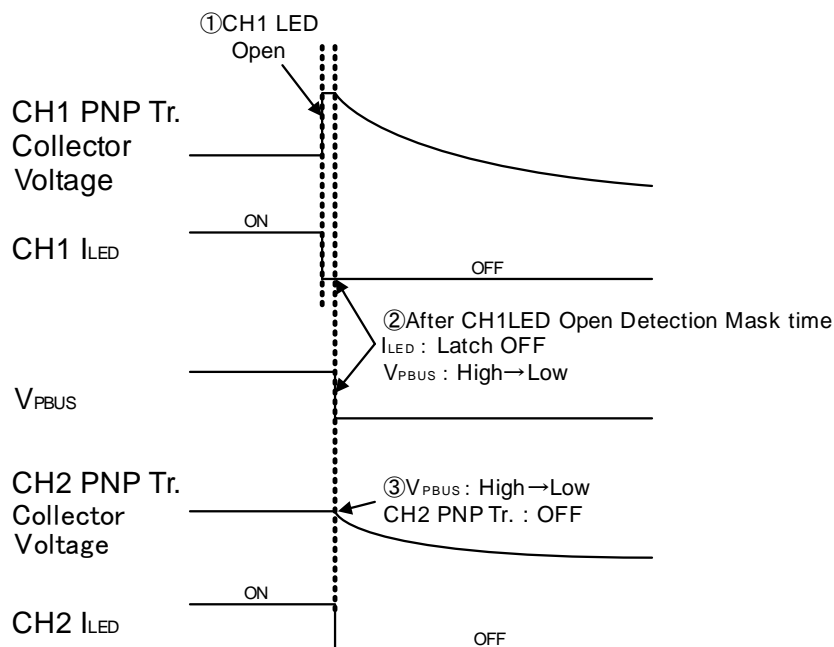 ①CH1 LED
Open
CH1 PNP Tr.
Collector
Voltage
ON
CH1 ILED
OFF
②After CH1LED Open Detection Mask time
ILED : Latch OFF
VPBUS : High→Low
VPBUS
CH2 PNP Tr.
Collector
Voltage
③VPBUS : High→Low
CH2 PNP Tr. : OFF
ON
CH2 ILED
OFF